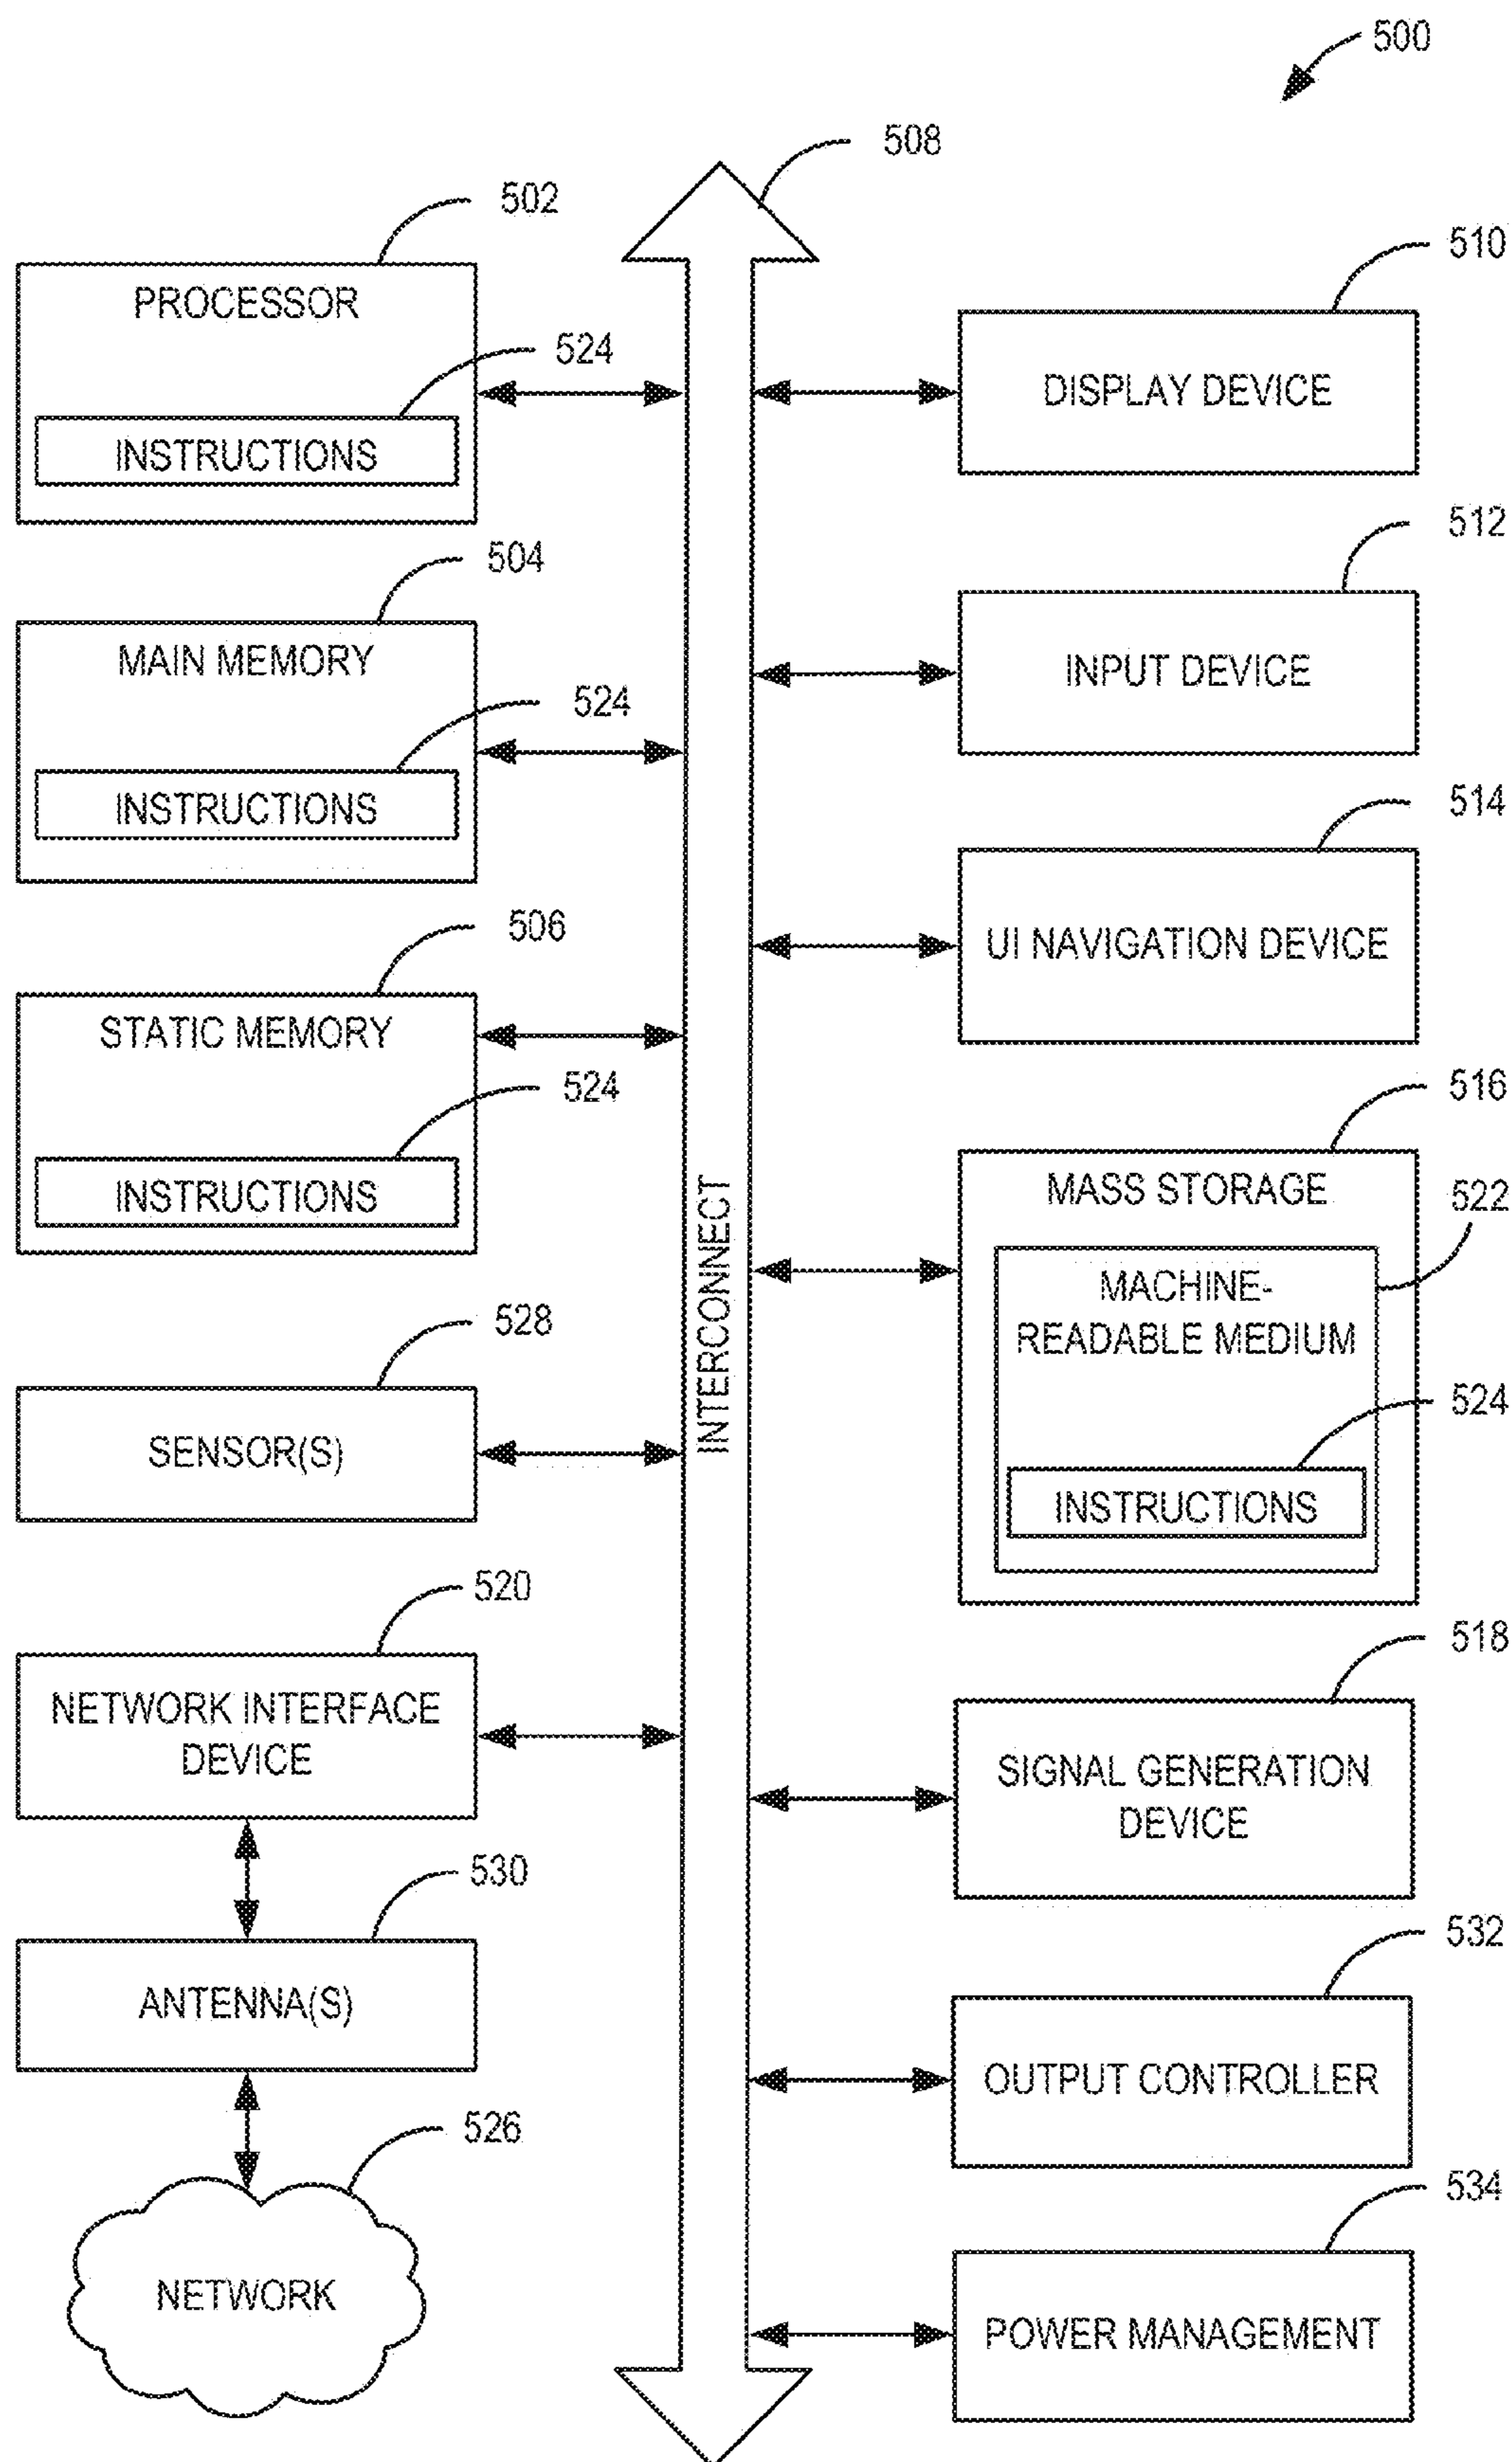 500
508
502
PROCESSOR
524
INSTRUCTIONS
504
MAIN MEMORY
524
INSTRUCTIONS
506
STATIC MEMORY
524
INSTRUCTIONS
528
SENSOR(S)
520
NETWORK INTERFACE
DEVICE
530
ANTENNA(S)
526
NETWORK
INTERCONNECT
510
DISPLAY DEVICE
512
INPUT DEVICE
514
UI NAVIGATION DEVICE
516
MASS STORAGE
522
MACHINE-
READABLE MEDIUM
524
INSTRUCTIONS
518
SIGNAL GENERATION
DEVICE
532
OUTPUT CONTROLLER
534
POWER MANAGEMENT